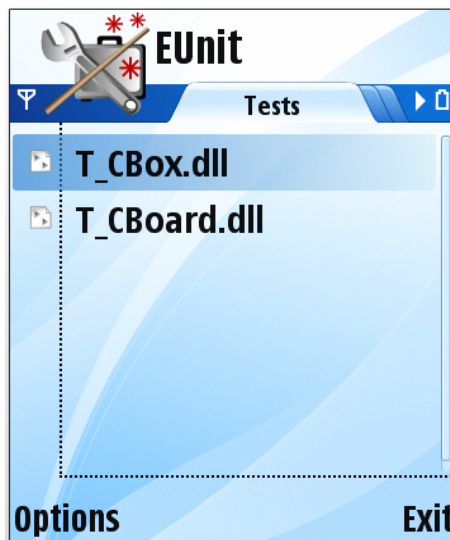 EUnit
Tests
T_CBox.dll
T_CBoard.dll
Options
Exit